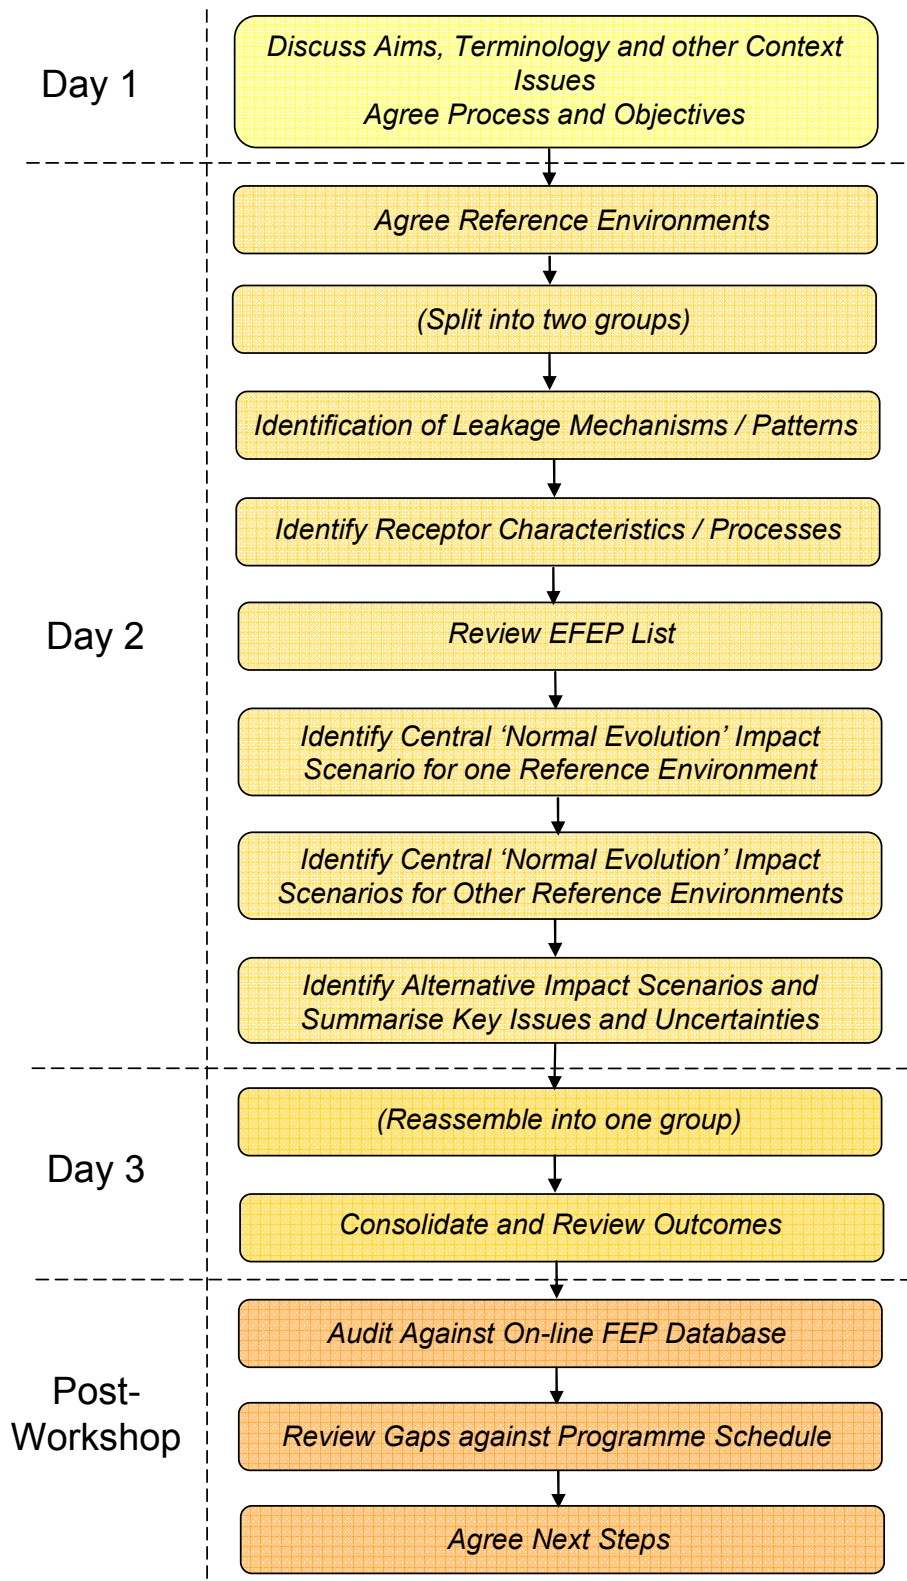 Day 1
Discuss Aims, Terminology and other Context
Issues
Agree Process and Objectives
Day 2
Agree Reference Environments
(Split into two groups)
Identification of Leakage Mechanisms / Patterns
Identify Receptor Characteristics / Processes
Review EFEP List
Identify Central ‘Normal Evolution’ Impact
Scenario for one Reference Environment
Identify Central ‘Normal Evolution’ Impact
Scenarios for Other Reference Environments
Identify Alternative Impact Scenarios and
Summarise Key Issues and Uncertainties
Day 3
(Reassemble into one group)
Consolidate and Review Outcomes
Post-
Workshop
Audit Against On-line FEP Database
Review Gaps against Programme Schedule
Agree Next Steps